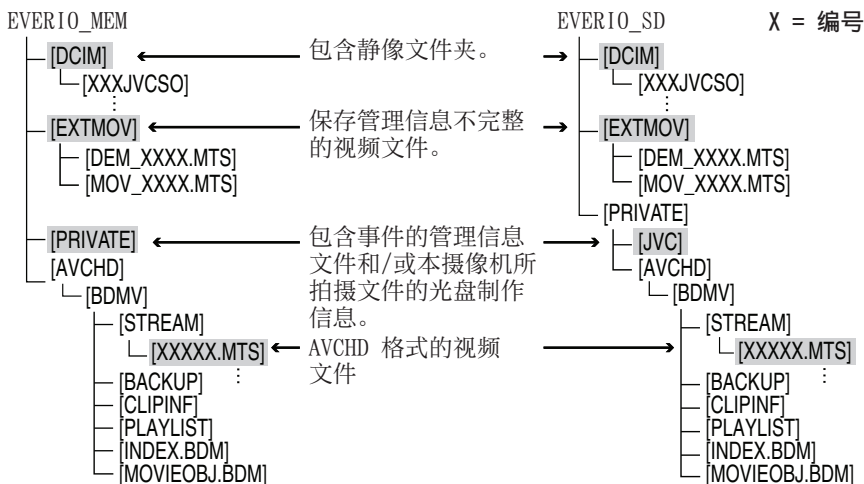 EVERIO_MEM
[DCIM]
[XXXJVCSO]
[EXTMOV]
[DEM_XXXX.MTS]
[MOV_XXXX.MTS]
[PRIVATE]
[AVCHD]
[BDMV]
[STREAM]
[XXXXX.MTS]
[BACKUP]
[CLIPINF]
[PLAYLIST]
[INDEX.BDM]
[MOVIEOBJ.BDM]
包含静像文件夹。
保存管理信息不完整
的视频文件。
包含事件的管理信息
文件和/或本摄像机所
拍摄文件的光盘制作
信息。
AVCHD 格式的视频
文件
EVERIO_SD
X = 编号
[DCIM]
[XXXJVCSO]
[EXTMOV]
[DEM_XXXX.MTS]
[MOV_XXXX.MTS]
[PRIVATE]
[JVC]
[AVCHD]
[BDMV]
[STREAM]
[XXXXX.MTS]
[BACKUP]
[CLIPINF]
[PLAYLIST]
[INDEX.BDM]
[MOVIEOBJ.BDM]